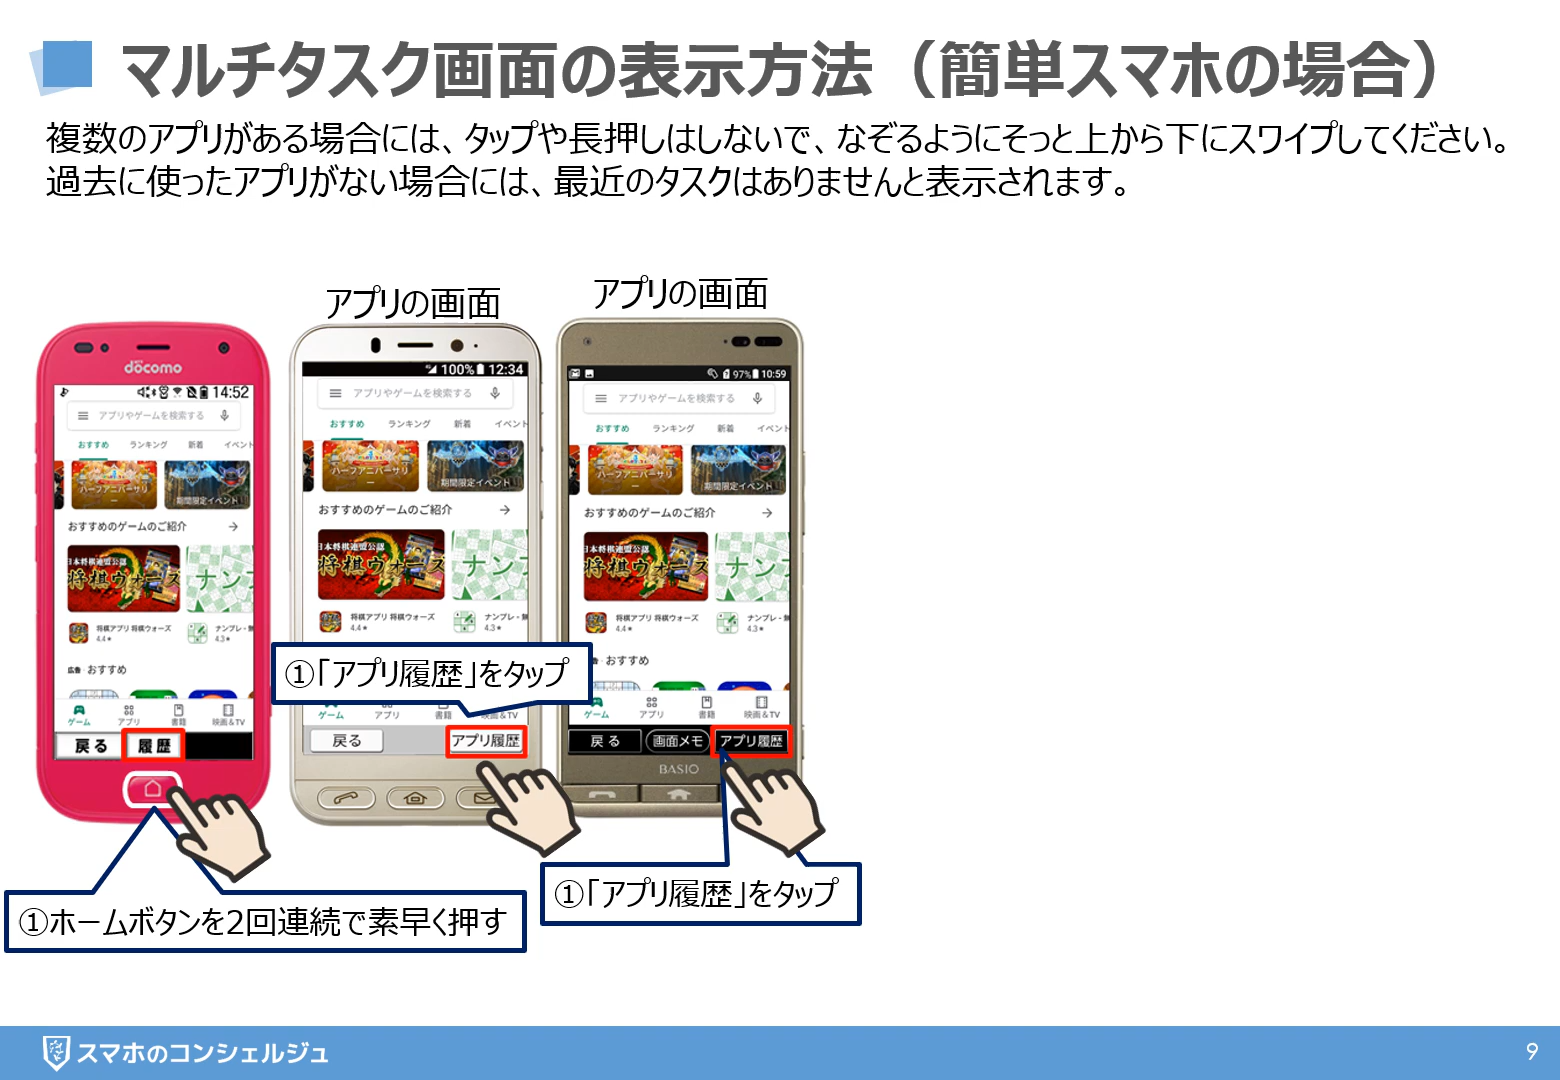 マルチタスク画面の表示方法（簡単スマホの場合）
複数のアプリがある場合には、タップや長押しはしないで、なぞるようにそっと上から下にスワイプしてください。
過去に使ったアプリがない場合には、最近のタスクはありませんと表示されます。
アプリの画面
アプリの画面
docomo
14:52
アプリやゲームを検索する
おすすめ ランキング 新着 イベント
ハーフアニバーサリー
期間限定イベント
おすすめのゲームのご紹介
日本将棋連盟公認
将棋ウォーズ
ナンプ
将棋アプリ 将棋ウォーズ
4.4★
ナンプレ - 無
4.3★
広告 おすすめ
ゲーム アプリ 書籍 映画＆TV
戻る 履歴
100% 12:34
アプリやゲームを検索する
おすすめ ランキング 新着 イベント
ハーフアニバーサリー
期間限定イベント
おすすめのゲームのご紹介
日本将棋連盟公認
将棋ウォーズ
ナンプ
将棋アプリ 将棋ウォーズ
4.4★
ナンプレ - 無
4.3★
①「アプリ履歴」をタップ
ゲーム アプリ 書籍 映画＆TV
戻る アプリ履歴
97% 10:59
アプリやゲームを検索する
おすすめ ランキング 新着 イベント
ハーフアニバーサリー
期間限定イベント
おすすめのゲームのご紹介
日本将棋連盟公認
将棋ウォーズ
ナンプ
将棋アプリ 将棋ウォーズ
4.4★
ナンプレ - 無
4.3★
おすすめ
ゲーム アプリ 書籍 映画＆TV
戻る 画面メモ アプリ履歴
BASIO
①「アプリ履歴」をタップ
①ホームボタンを2回連続で素早く押す
スマホのコンシェルジュ
9